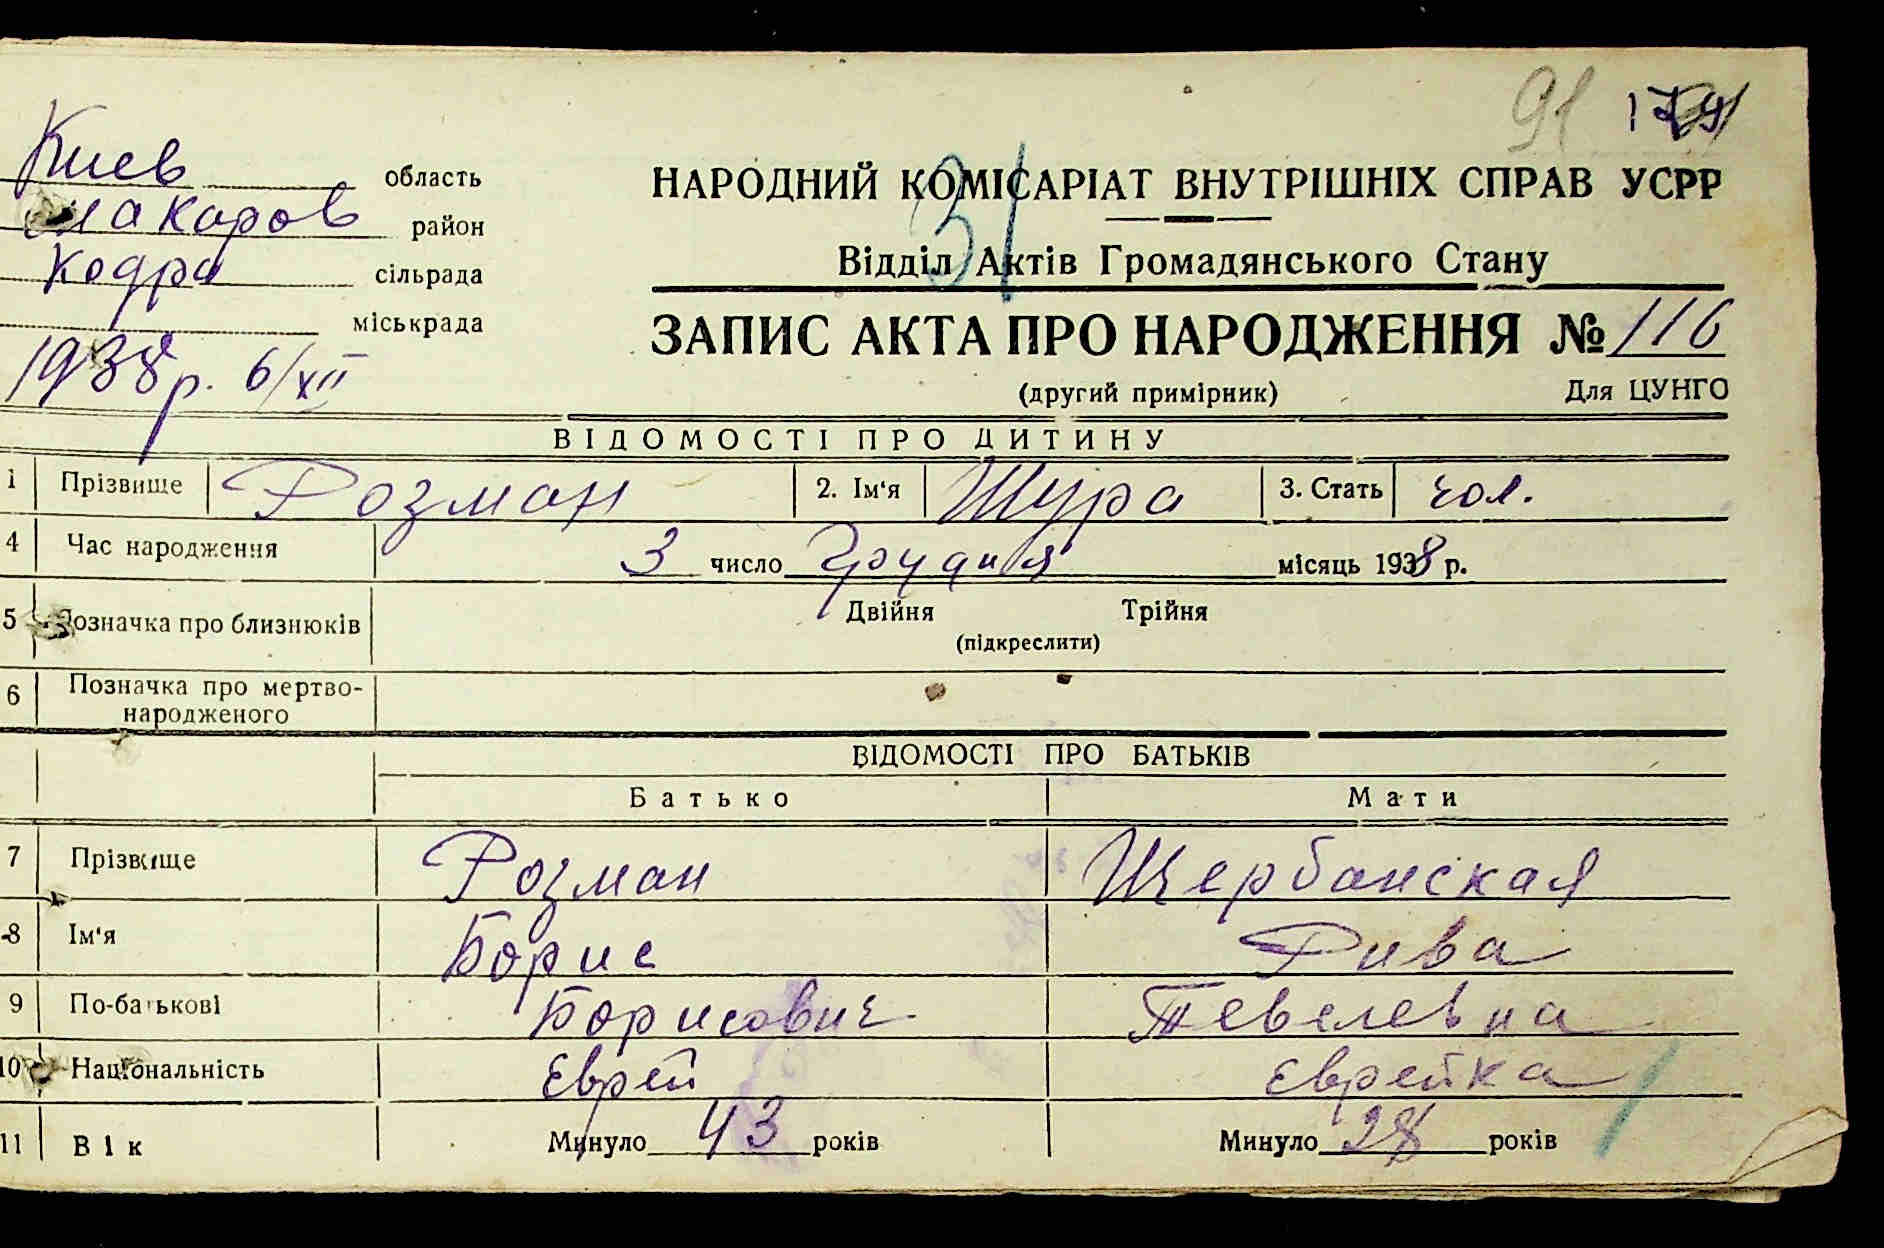 91
Киев область
Макаров район
Кодра сільрада
міськрада
1938 р. 6/XII
31
НАРОДНИЙ КОМІСАРІАТ ВНУТРІШНІХ СПРАВ УСРР
Відділ Актів Громадянського Стану
ЗАПИС АКТА ПРО НАРОДЖЕННЯ № 116
(другий примірник) Для ЦУНГО
ВІДОМОСТІ ПРО ДИТИНУ
1 Прізвище Розман 2. Ім'я Шура 3. Стать чол.
4 Час народження 3 число Грудня місяць 1938 р.
5 Позначка про близнюків Двійня Трійня
(підкреслити)
6 Позначка про мертво-
народженого
ВІДОМОСТІ ПРО БАТЬКІВ
Батько Мати
7 Прізвище Розман Щербанская
8 Ім'я Борис Рива
9 По-батькові Борисович Тевелевна
10 Національність Єврей Єврейка
11 Вік Минуло 43 років Минуло 28 років